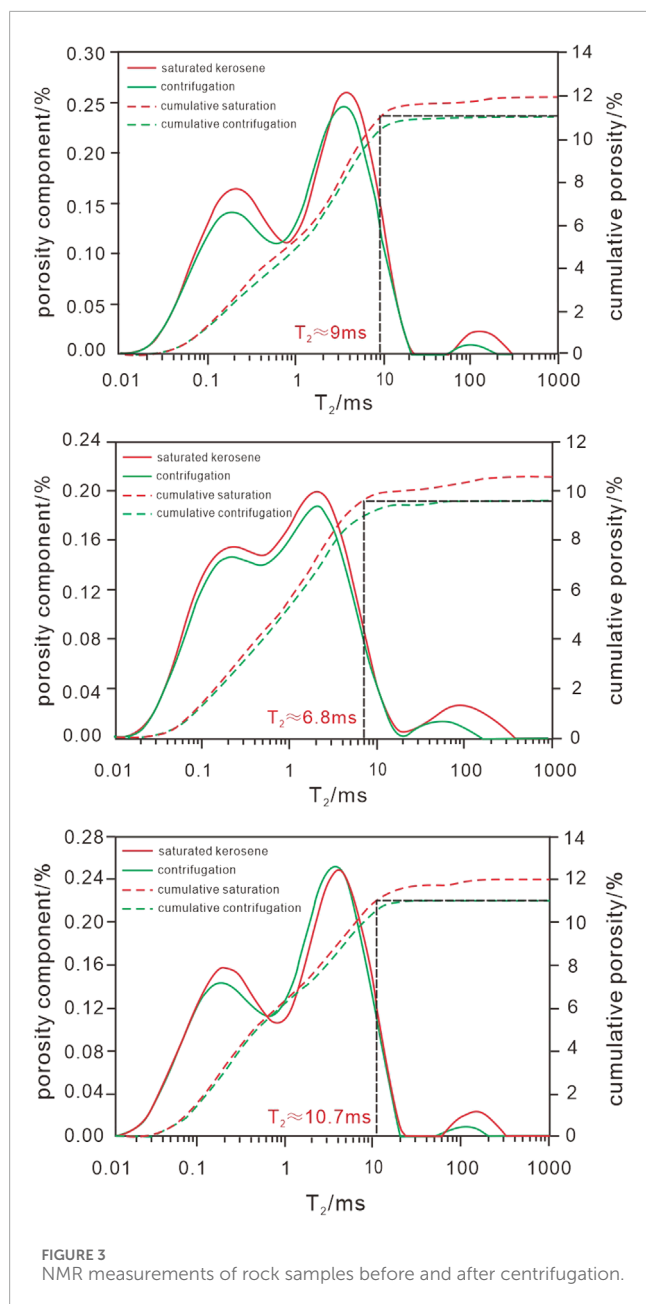 0.30
0.25
0.20
0.15
0.10
0.05
0.00
porosity component/%
saturated kerosene
contrifugation
cumulative saturation
cumulative contrifugation
T₂≈9ms
14
12
10
8
6
4
2
0
cumulative porosity/%
0.01 0.1 1 10 100 1000
T₂/ms
0.24
0.20
0.16
0.12
0.08
0.04
0.00
porosity component/%
saturated kerosene
contrifugation
cumulative saturation
cumulative contrifugation
T₂≈6.8ms
12
10
8
6
4
2
0
cumulative porosity/%
0.01 0.1 1 10 100 1000
T₂/ms
0.28
0.24
0.22
0.16
0.12
0.08
0.04
0.00
porosity component/%
saturated kerosene
contrifugation
cumulative saturation
cumulative contrifugation
T₂≈10.7ms
14
12
10
8
6
4
2
0
cumulative porosity/%
0.01 0.1 1 10 100 1000
T₂/ms
FIGURE 3
NMR measurements of rock samples before and after centrifugation.